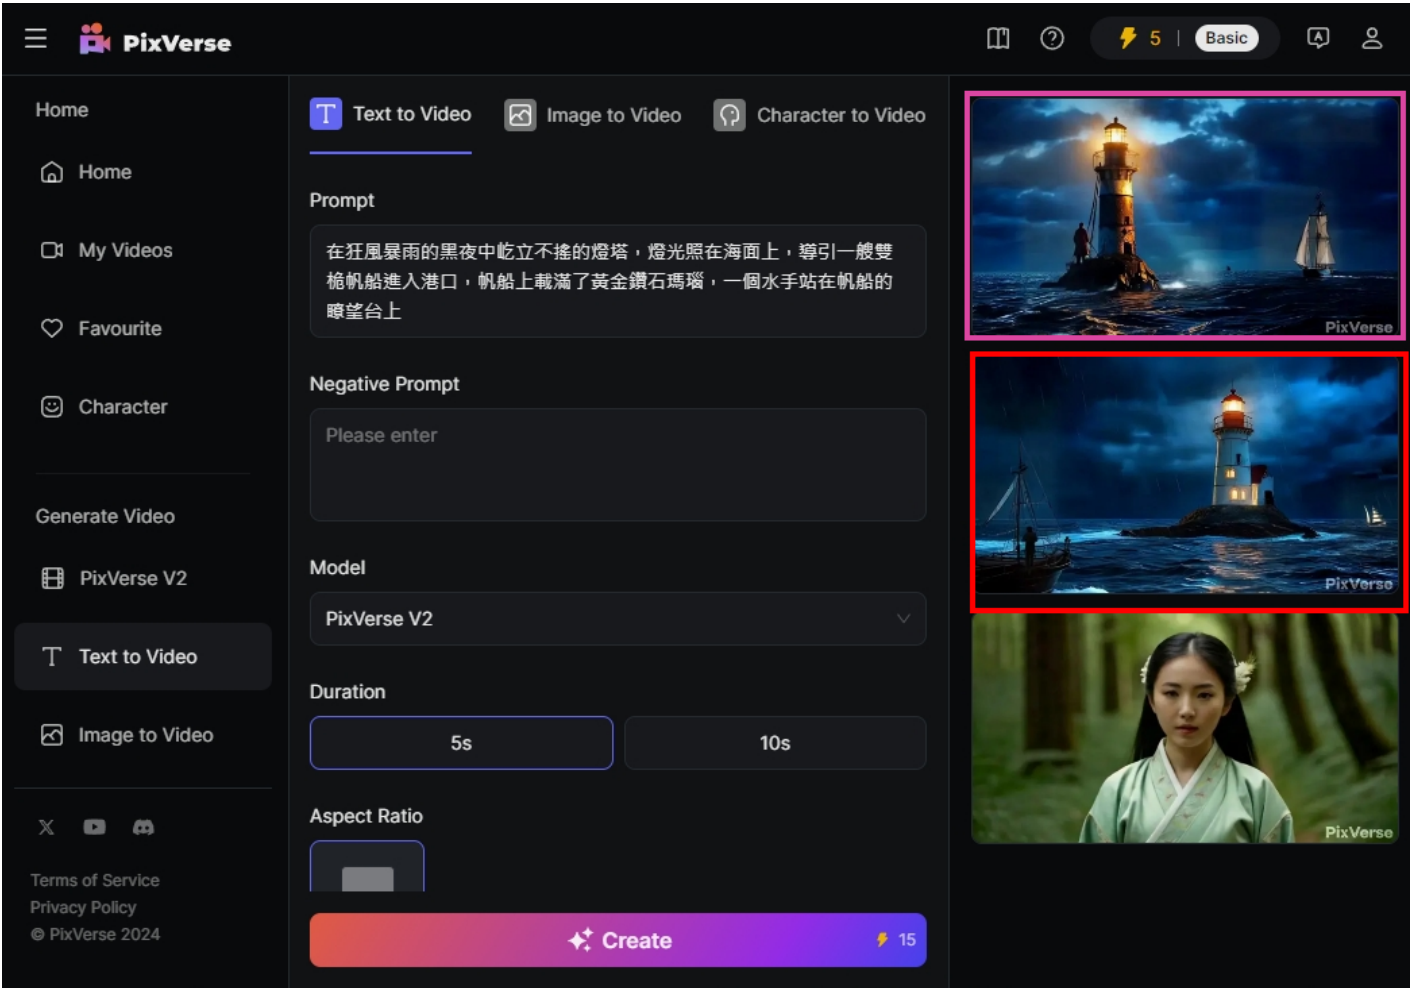 PixVerse
5
Basic
Home
Home
My Videos
Favourite
Character
Generate Video
PixVerse V2
Text to Video
Image to Video
Terms of Service
Privacy Policy
© PixVerse 2024
Text to Video
Image to Video
Character to Video
Prompt
在狂風暴雨的黑夜中屹立不搖的燈塔，燈光照在海面上，導引一艘雙
桅帆船進入港口，帆船上載滿了黃金鑽石瑪瑙，一個水手站在帆船的
瞭望台上
Negative Prompt
Please enter
Model
PixVerse V2
Duration
5s
10s
Aspect Ratio
Create
15
PixVerse
PixVerse
PixVerse